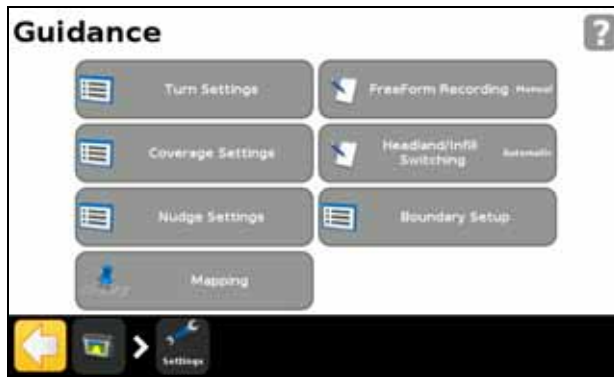 Guidance
?
Turn Settings
FreeForm Recording Manual
Coverage Settings
Headland/Infill
Switching Automatic
Nudge Settings
Boundary Setup
Mapping
Settings